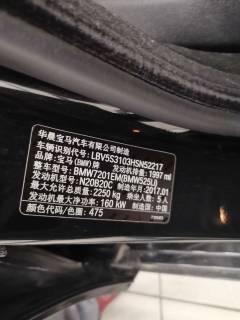 华晨宝马汽车有限公司制造
车辆识别代号: LBV5S3103HSN52217
品牌: 宝马 (BMW) 牌 发动机排量: 1997 ml
整车型号: BMW7201EM(BMW525Li)
发动机型号: N20B20C 制造年月: 2017.01
最大允许总质量: 2250 kg 乘坐人数: 5 人
发动机最大净功率: 160 kW 制造国: 中国
颜色代码/色圈: 475